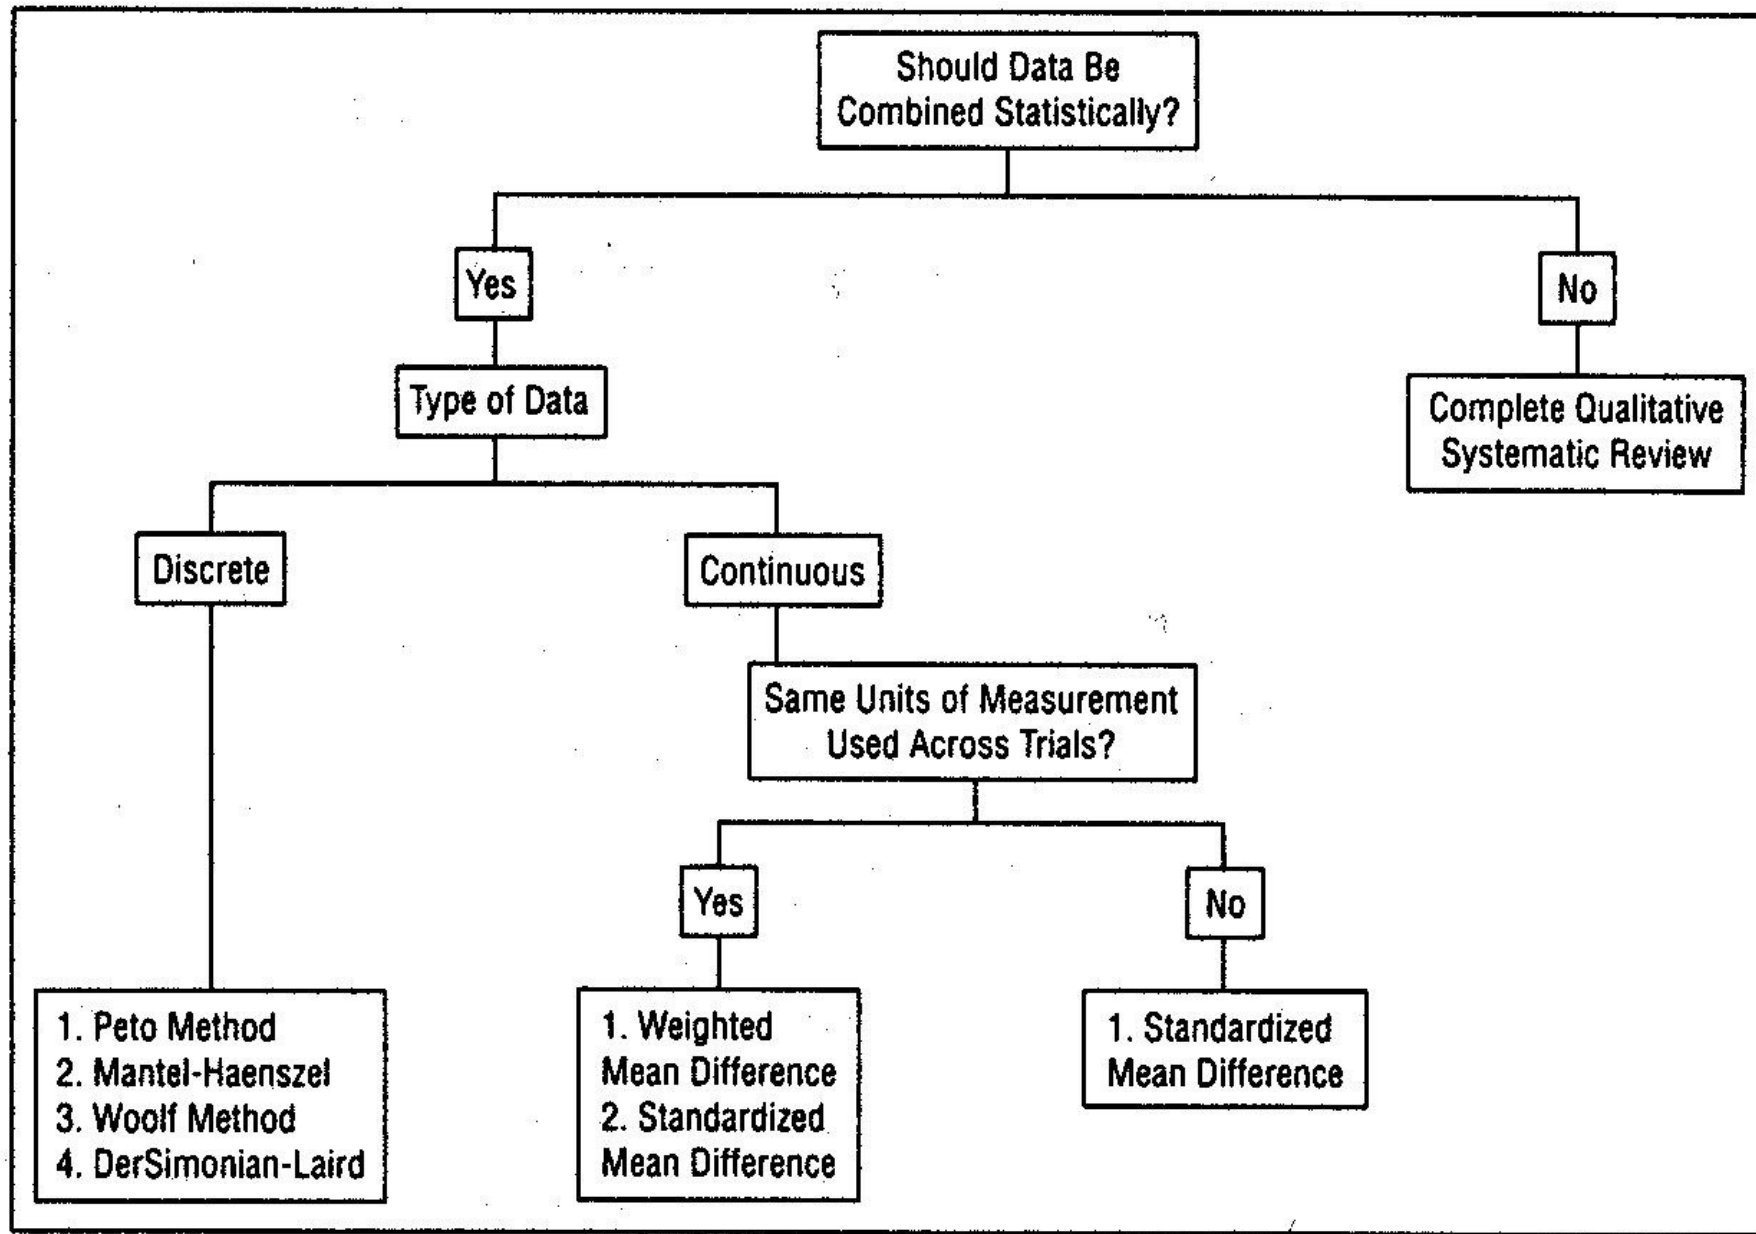 Should Data Be
Combined Statistically?
Yes
No
Type of Data
Complete Qualitative
Systematic Review
Discrete
Continuous
Same Units of Measurement
Used Across Trials?
Yes
No
1. Peto Method
2. Mantel-Haenszel
3. Woolf Method
4. DerSimonian-Laird
1. Weighted
Mean Difference
2. Standardized
Mean Difference
1. Standardized
Mean Difference